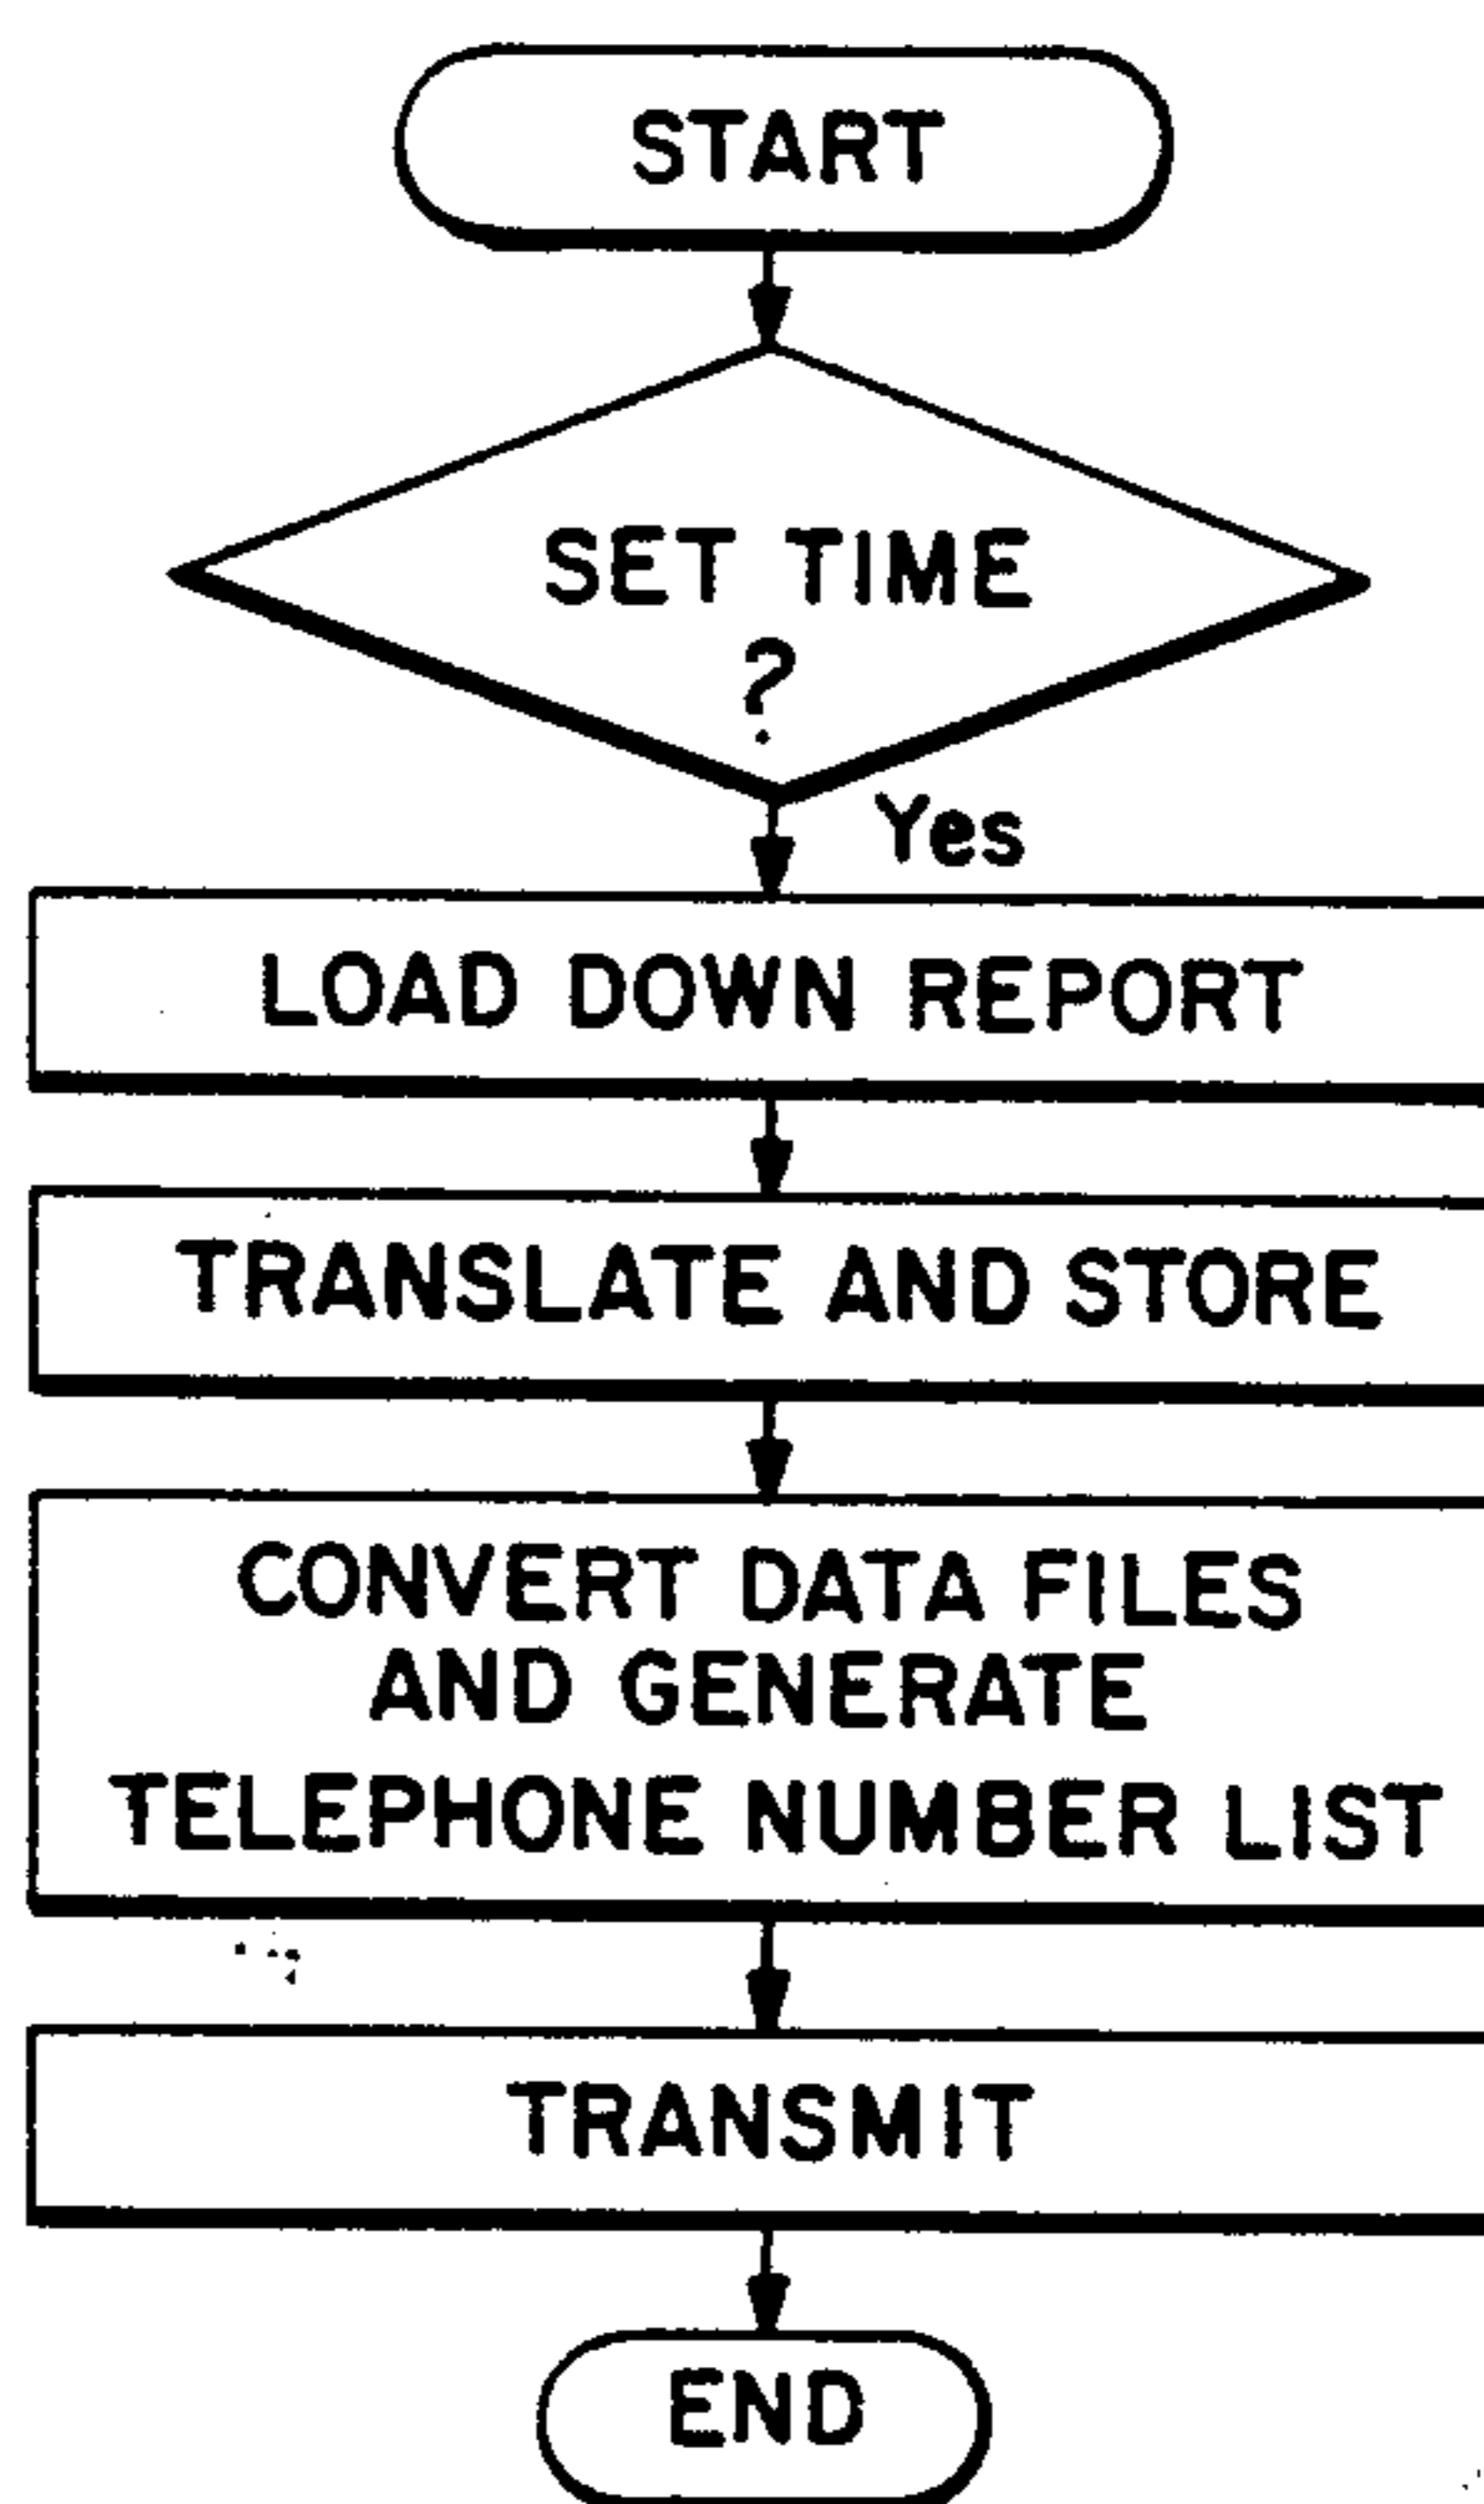 START
SET TIME
?
Yes
LOAD DOWN REPORT
TRANSLATE AND STORE
CONVERT DATA FILES
AND GENERATE
TELEPHONE NUMBER LIST
TRANSMIT
END